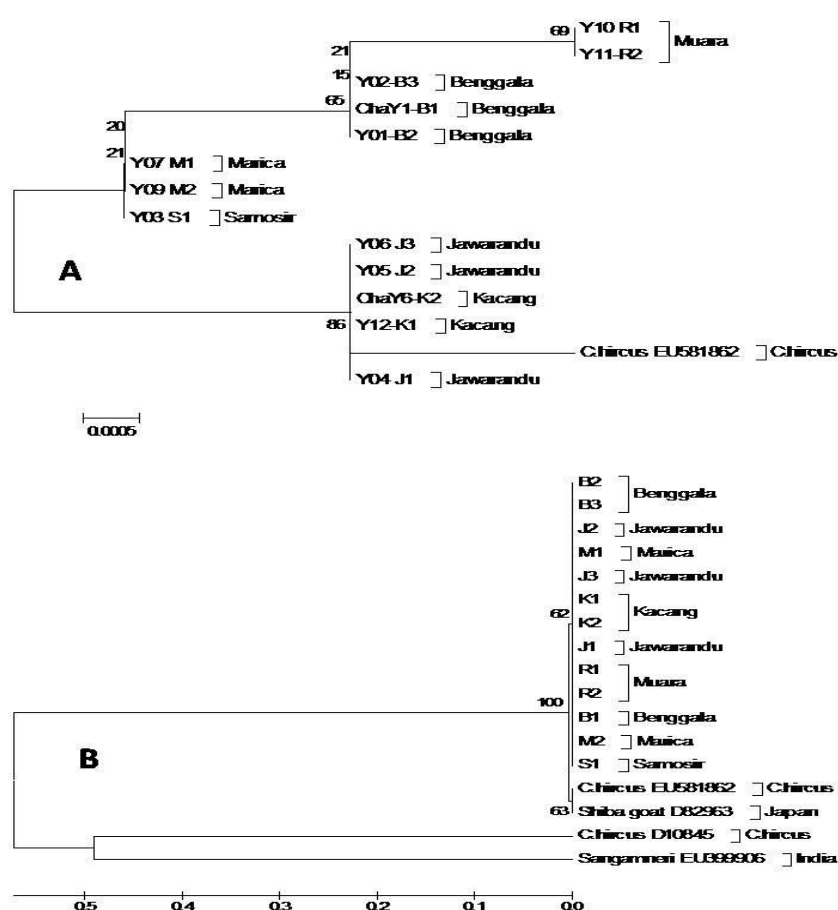 69 Y10 R1
Muara
Y11-R2
21
15 Y02-B3 Benggala
65 ChaY1-B1 Benggala
Y01-B2 Benggala
20
21 Y07 M1 Marica
Y09 M2 Marica
Y03 S1 Samosir
Y06 J3 Jawarandu
A
Y05 J2 Jawarandu
ChaY6-K2 Kacang
86 Y12-K1 Kacang
C.hircus EU581862 C.hircus
Y04 J1 Jawarandu
0.0005
B2
Benggala
B3
J2 Jawarandu
M1 Marica
J3 Jawarandu
K1
62 Kacang
K2
J1 Jawarandu
R1
Muara
100 R2
B1 Benggala
M2 Marica
B
S1 Samosir
C.hircus EU581862 C.hircus
63 Shiba goat D82963 Japan
C.hircus D10845 C.hircus
Sangamneri EU399906 India
0.5 0.4 0.3 0.2 0.1 0.0